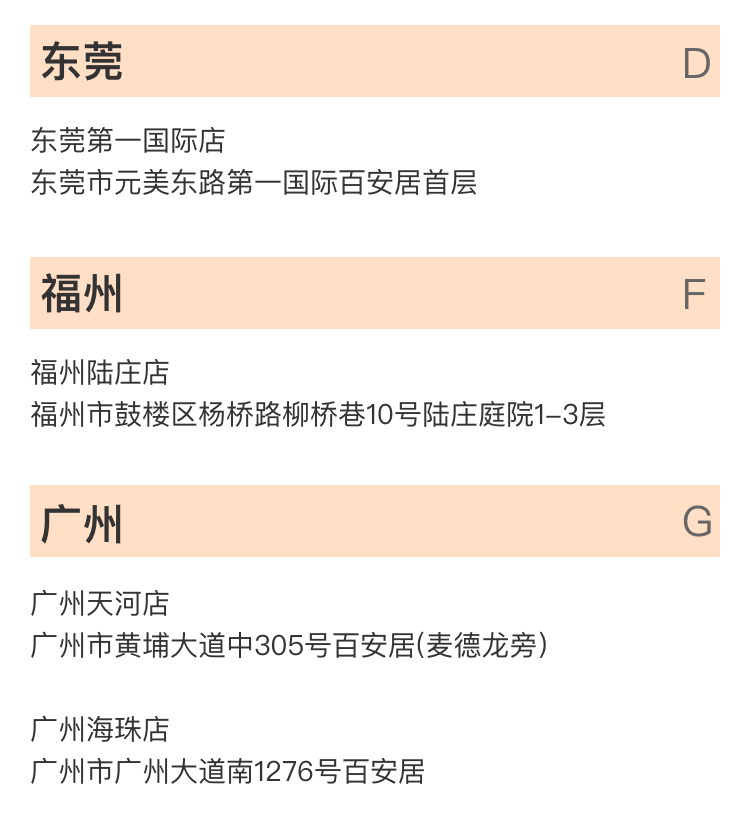 东莞 D
东莞第一国际店
东莞市元美东路第一国际百安居首层
福州 F
福州陆庄店
福州市鼓楼区杨桥路柳桥巷10号陆庄庭院1-3层
广州 G
广州天河店
广州市黄埔大道中305号百安居(麦德龙旁)
广州海珠店
广州市广州大道南1276号百安居